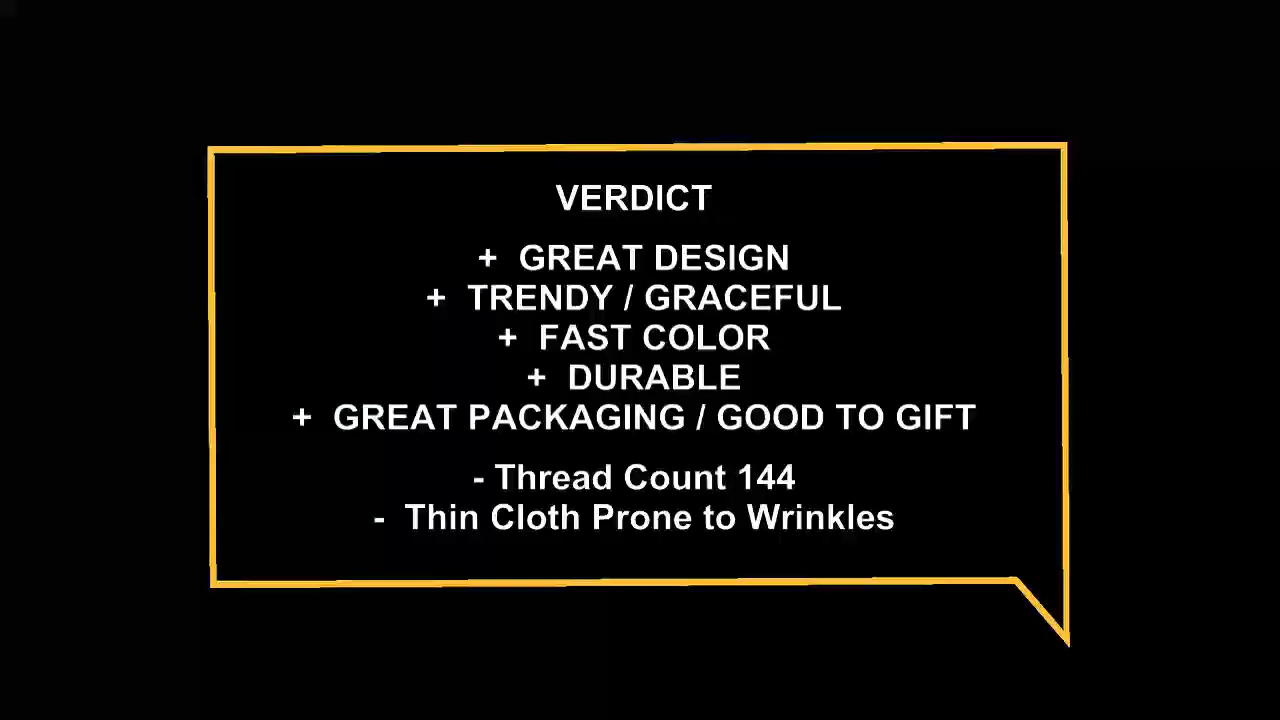 VERDICT
+ GREAT DESIGN
+ TRENDY / GRACEFUL
+ FAST COLOR
+ DURABLE
+ GREAT PACKAGING / GOOD TO GIFT
- Thread Count 144
- Thin Cloth Prone to Wrinkles